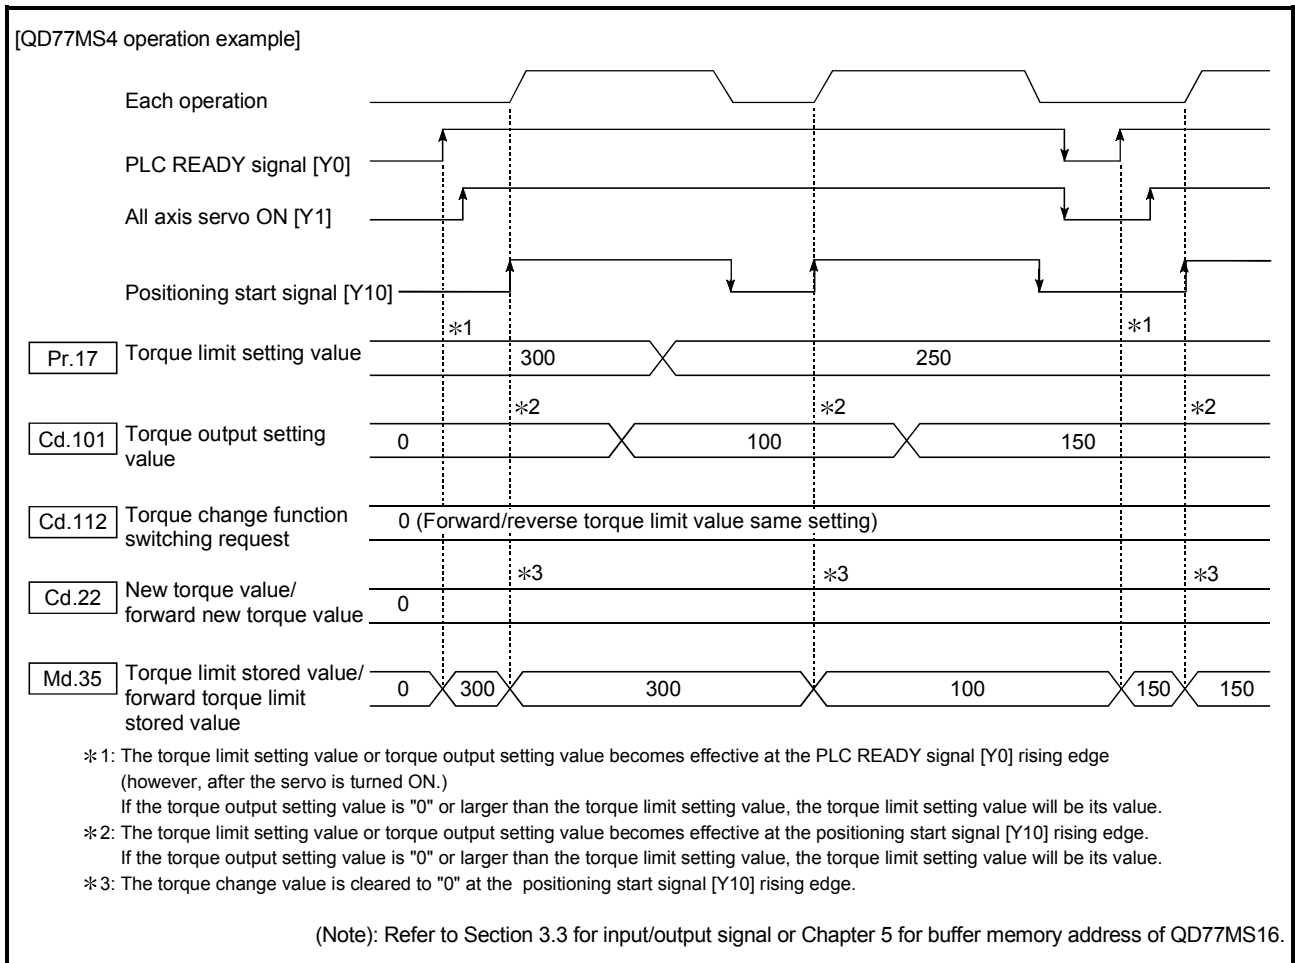 [QD77MS4 operation example]
Each operation
PLC READY signal [Y0]
All axis servo ON [Y1]
Positioning start signal [Y10]
*1 *1
Pr.17 Torque limit setting value 300 250
*2 *2 *2
Cd.101 Torque output setting value 0 100 150
Cd.112 Torque change function switching request 0 (Forward/reverse torque limit value same setting)
*3 *3 *3
Cd.22 New torque value/ forward new torque value 0
Md.35 Torque limit stored value/ forward torque limit stored value 0 300 300 100 150 150
*1: The torque limit setting value or torque output setting value becomes effective at the PLC READY signal [Y0] rising edge
(however, after the servo is turned ON.)
If the torque output setting value is "0" or larger than the torque limit setting value, the torque limit setting value will be its value.
*2: The torque limit setting value or torque output setting value becomes effective at the positioning start signal [Y10] rising edge.
If the torque output setting value is "0" or larger than the torque limit setting value, the torque limit setting value will be its value.
*3: The torque change value is cleared to "0" at the positioning start signal [Y10] rising edge.
(Note): Refer to Section 3.3 for input/output signal or Chapter 5 for buffer memory address of QD77MS16.